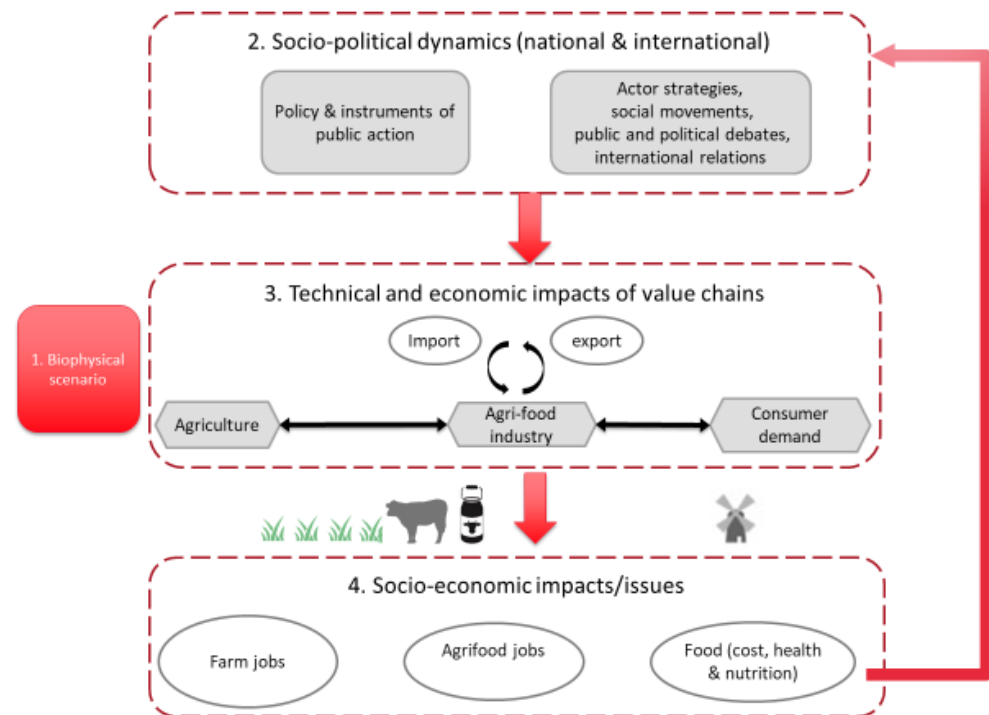 2. Socio-political dynamics (national & international)
Policy & instruments of
public action
Actor strategies,
social movements,
public and political debates,
international relations
3. Technical and economic impacts of value chains
Import
export
1. Biophysical
scenario
Agriculture
Agri-food
industry
Consumer
demand
4. Socio-economic impacts/issues
Farm jobs
Agrifood jobs
Food (cost, health
& nutrition)